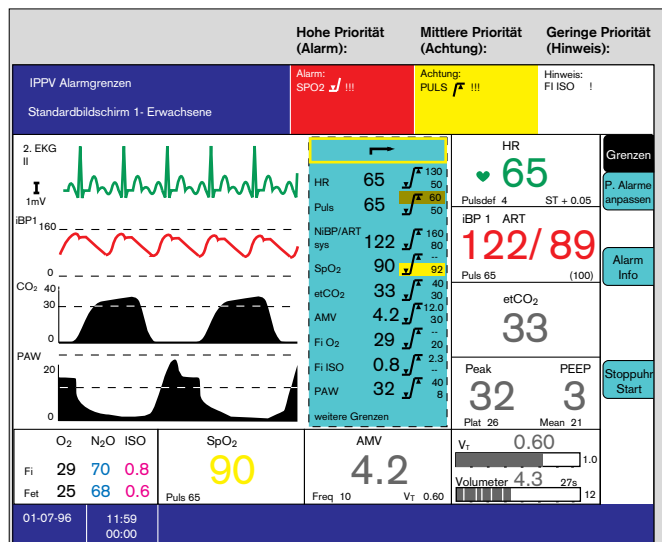 Hohe Priorität
(Alarm):
Mittlere Priorität
(Achtung):
Geringe Priorität
(Hinweis):
IPPV Alarmgrenzen
Standardbildschirm 1- Erwachsene
Alarm:
SPO2 !!!
Achtung:
PULS !!!
Hinweis:
FI ISO !
2. EKG
II
1mV
iBP1 160
0
CO₂ 40
30
0
PAW
20
0
HR 65 130
50
Puls 65 60
50
NiBP/ART
sys 122 160
80
SpO₂ 90 --
92
etCO₂ 33 40
30
AMV 4.2 12.0
30
Fi O₂ 29 --
20
Fi ISO 0.8 2.3
--
PAW 32 40
8
weitere Grenzen
HR
65
Pulsdef 4 ST + 0.05
iBP 1 ART
122/ 89
Puls 65 (100)
etCO₂
33
Peak PEEP
32 3
Plat 26 Mean 21
Grenzen
P. Alarme
anpassen
Alarm
Info
Stoppuhr
Start
O₂ N₂O ISO
Fi 29 70 0.8
Fet 25 68 0.6
SpO₂
90
Puls 65
AMV
4.2
Freq 10 VT 0.60
VT 0.60
1.0
Volumeter 4.3 27s
12
01-07-96
11:59
00:00